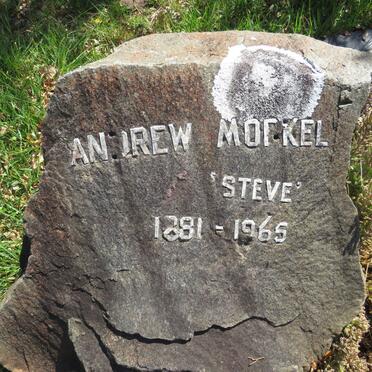 ANDREW MOCKEL
'STEVE'
1881 - 1965